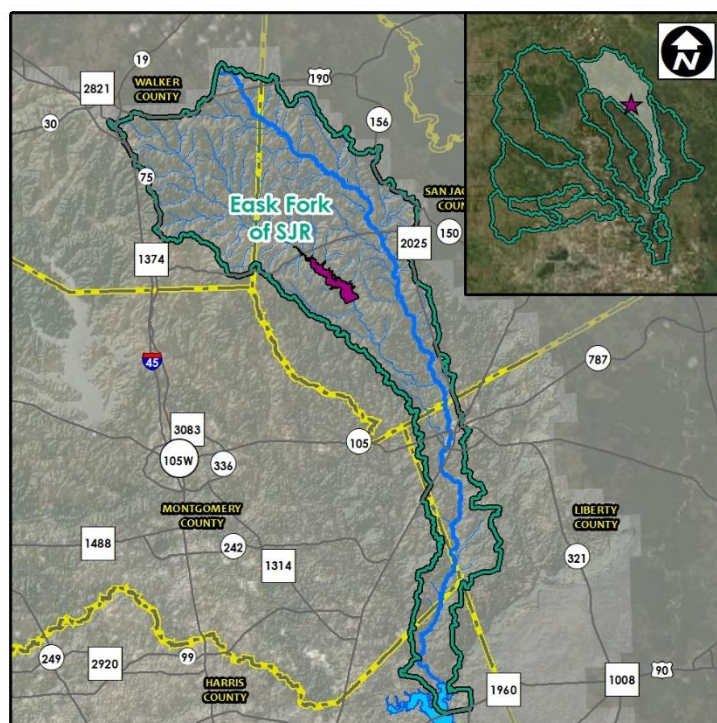 19
190
N
WALKER
COUNTY
2821
30
156
75
SAN JAC
COUN
150
Eask Fork
of SJR
2025
1374
45
787
3083
105W
336
105
MONTGOMERY
COUNTY
LIBERTY
COUNTY
1488
242
1314
321
249
2920
99
HARRIS
COUNTY
1960
1008
90